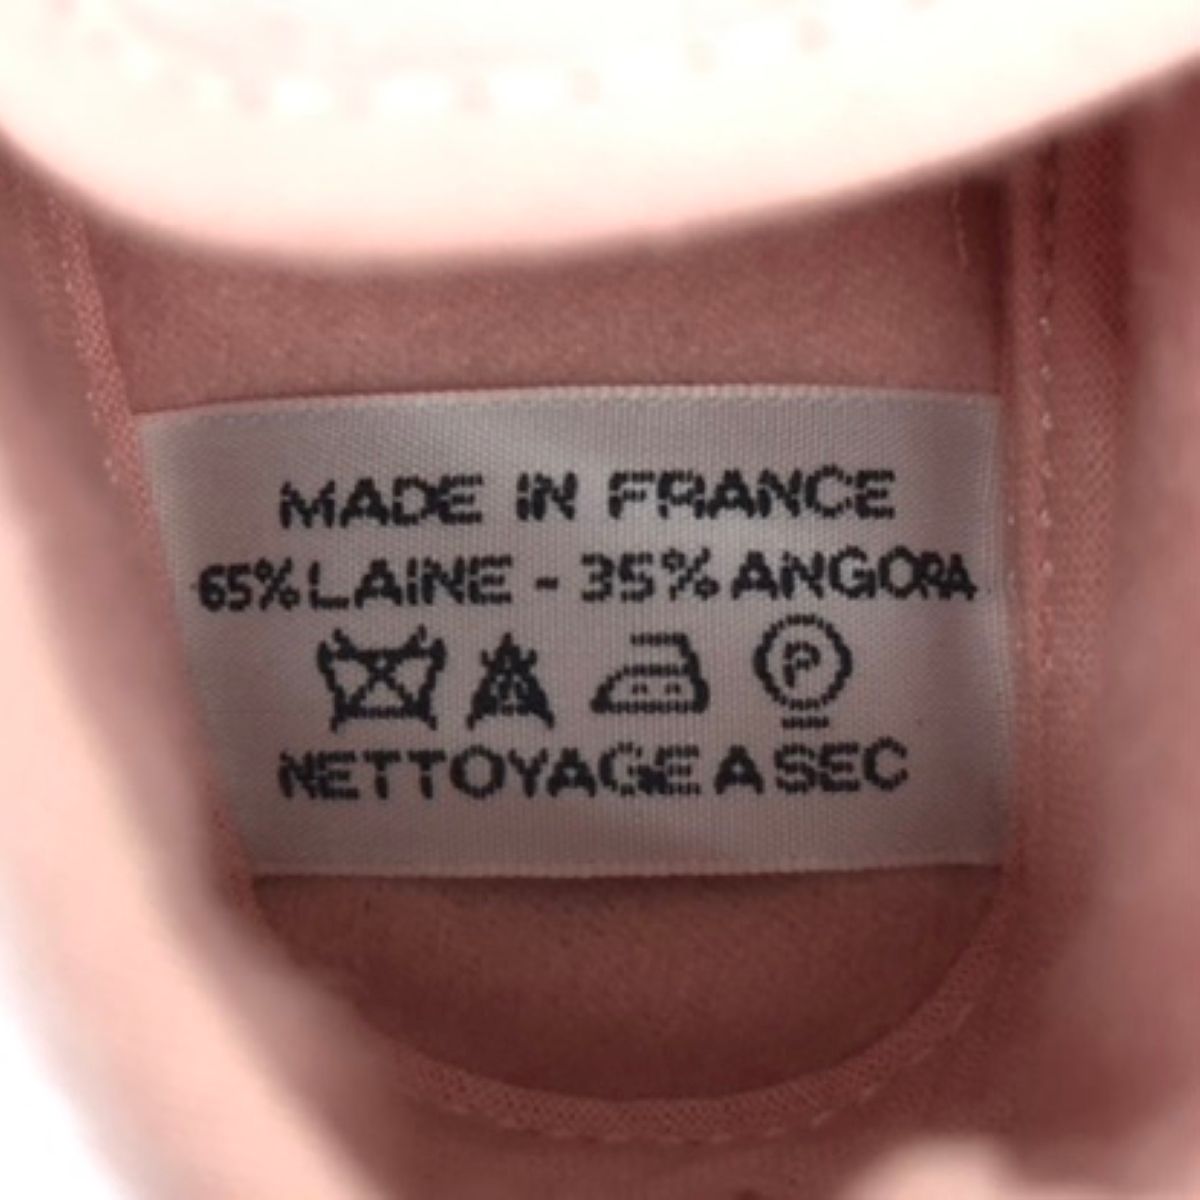 MADE IN FRANCE
65% LAINE - 35% ANGORA
P
NETTOYAGE A SEC